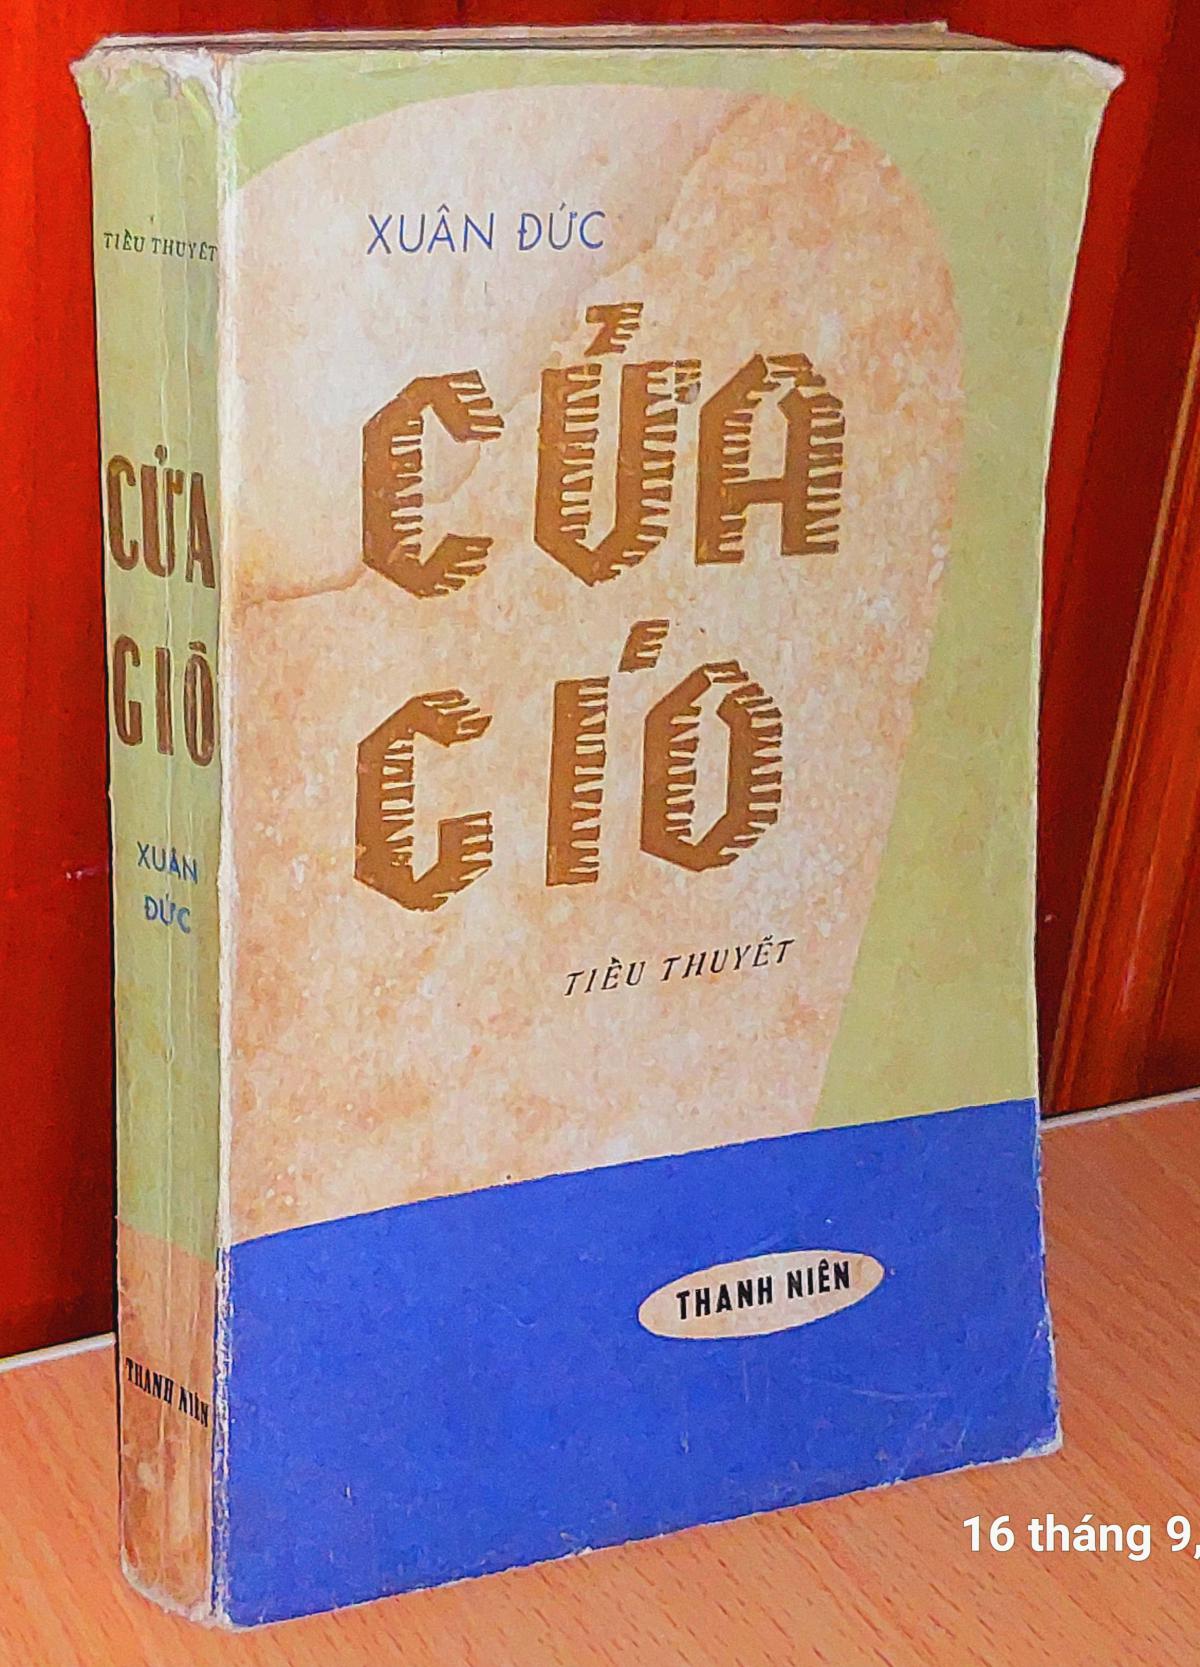 TIỂU THUYẾT
CỬA
GIÓ
XUÂN
ĐỨC
THANH NIÊN
XUÂN ĐỨC
CỬA
GIÓ
TIỂU THUYẾT
THANH NIÊN
16 tháng 9,